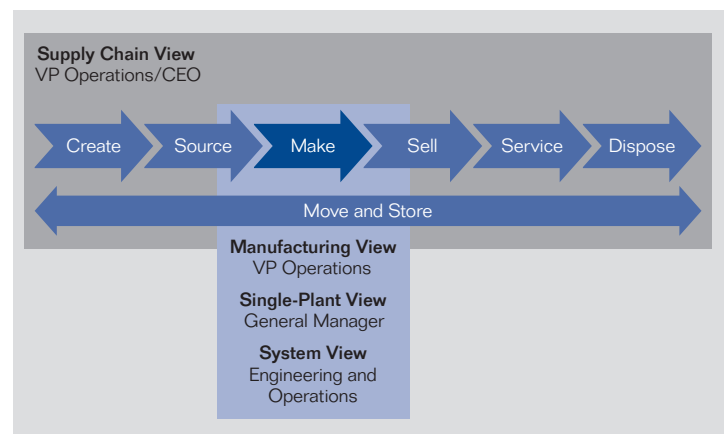 Supply Chain View
VP Operations/CEO
Create
Source
Make
Sell
Service
Dispose
Move and Store
Manufacturing View
VP Operations
Single-Plant View
General Manager
System View
Engineering and
Operations